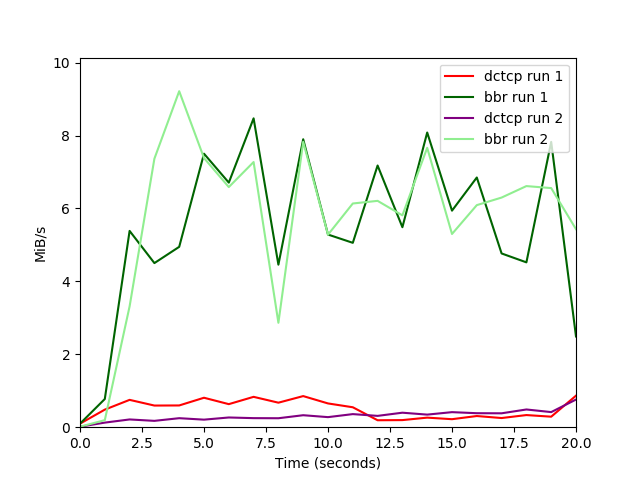 10
8
6
4
2
0
MiB/s
0.0 2.5 5.0 7.5 10.0 12.5 15.0 17.5 20.0
Time (seconds)
dctcp run 1
bbr run 1
dctcp run 2
bbr run 2